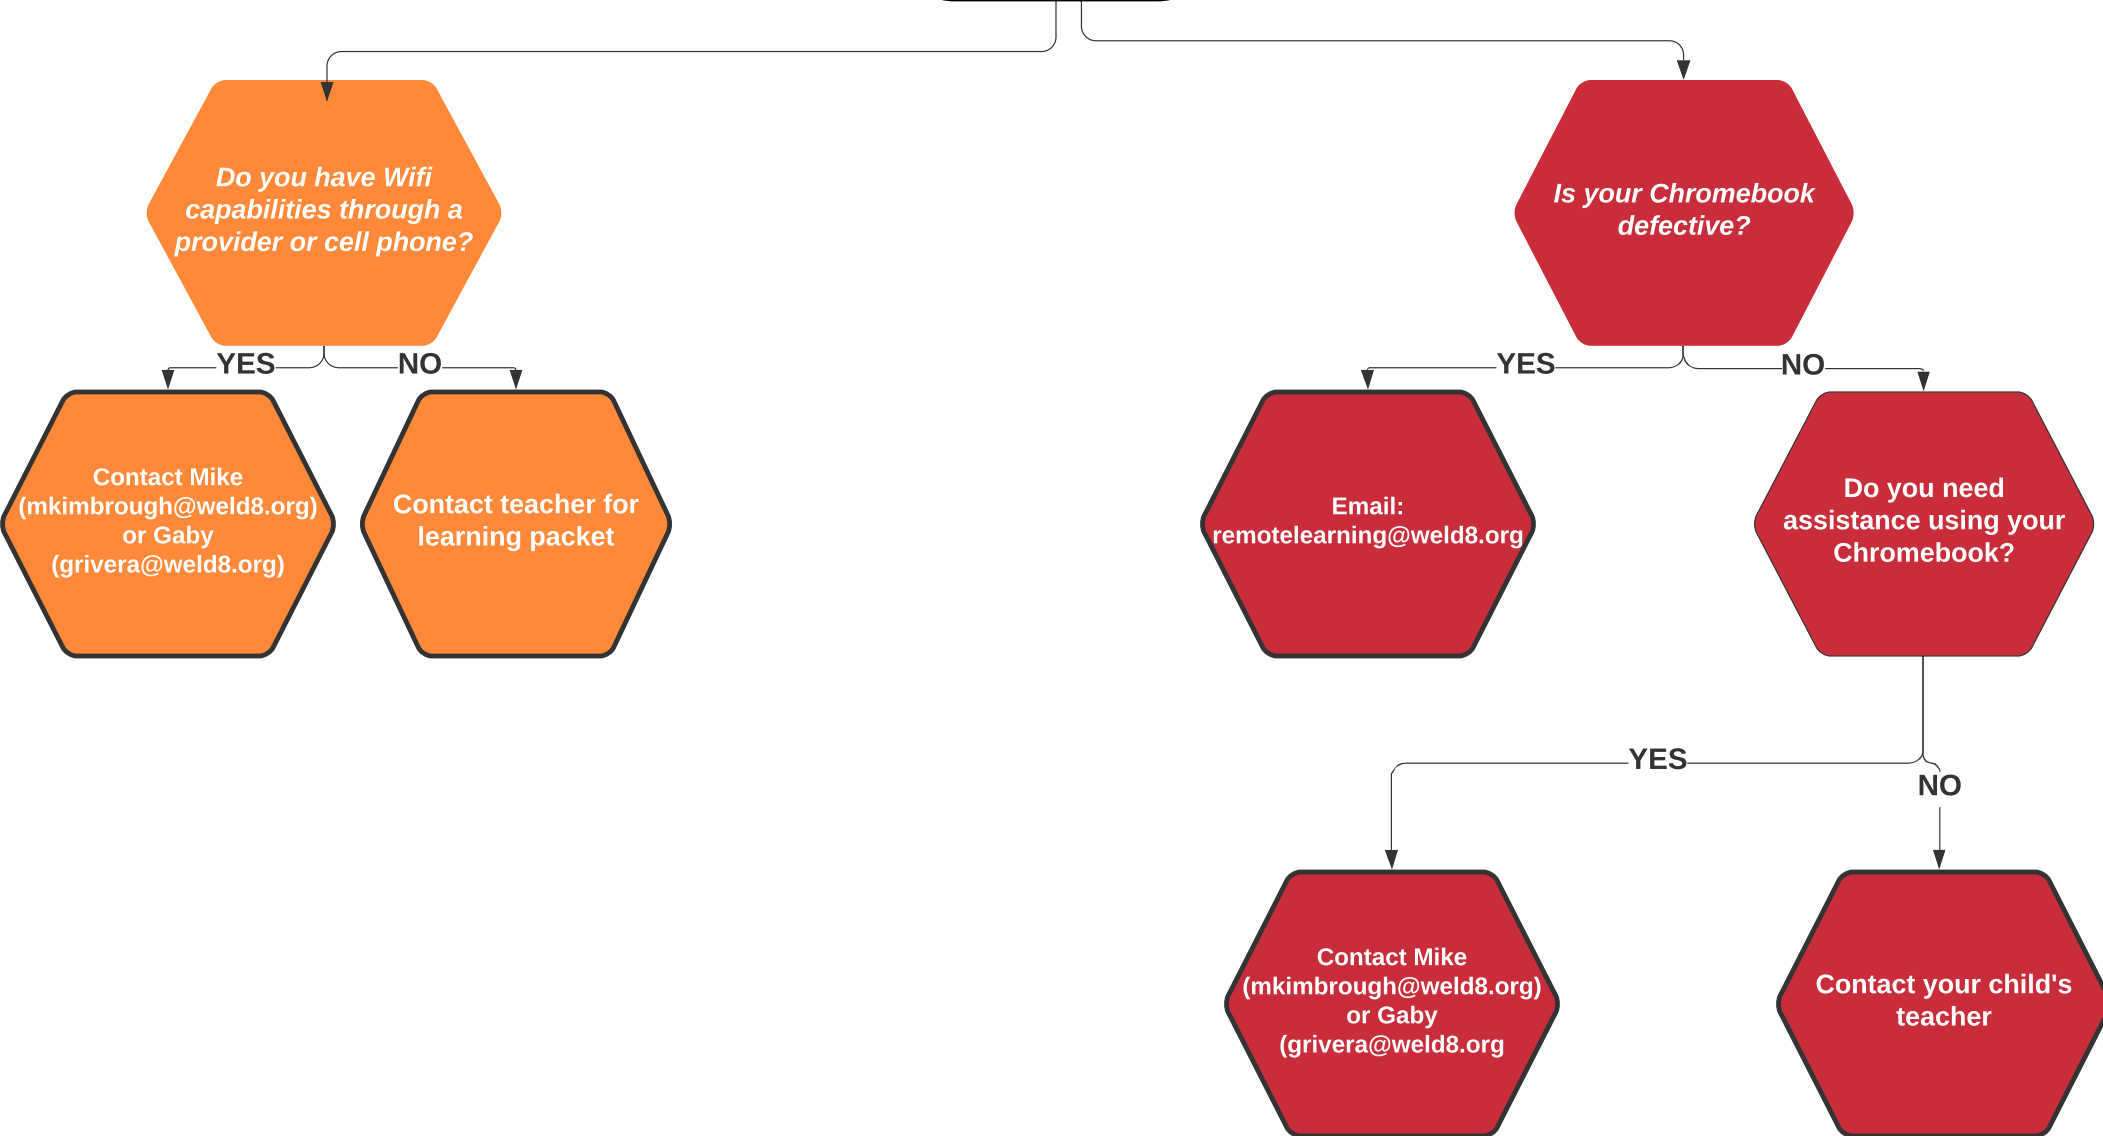 Do you have Wifi
capabilities through a
provider or cell phone?
Is your Chromebook
defective?
YES
NO
YES
NO
Contact Mike
(mkimbrough@weld8.org)
or Gaby
(grivera@weld8.org)
Contact teacher for
learning packet
Email:
remotelearning@weld8.org
Do you need
assistance using your
Chromebook?
YES
NO
Contact Mike
(mkimbrough@weld8.org)
or Gaby
(grivera@weld8.org
Contact your child's
teacher